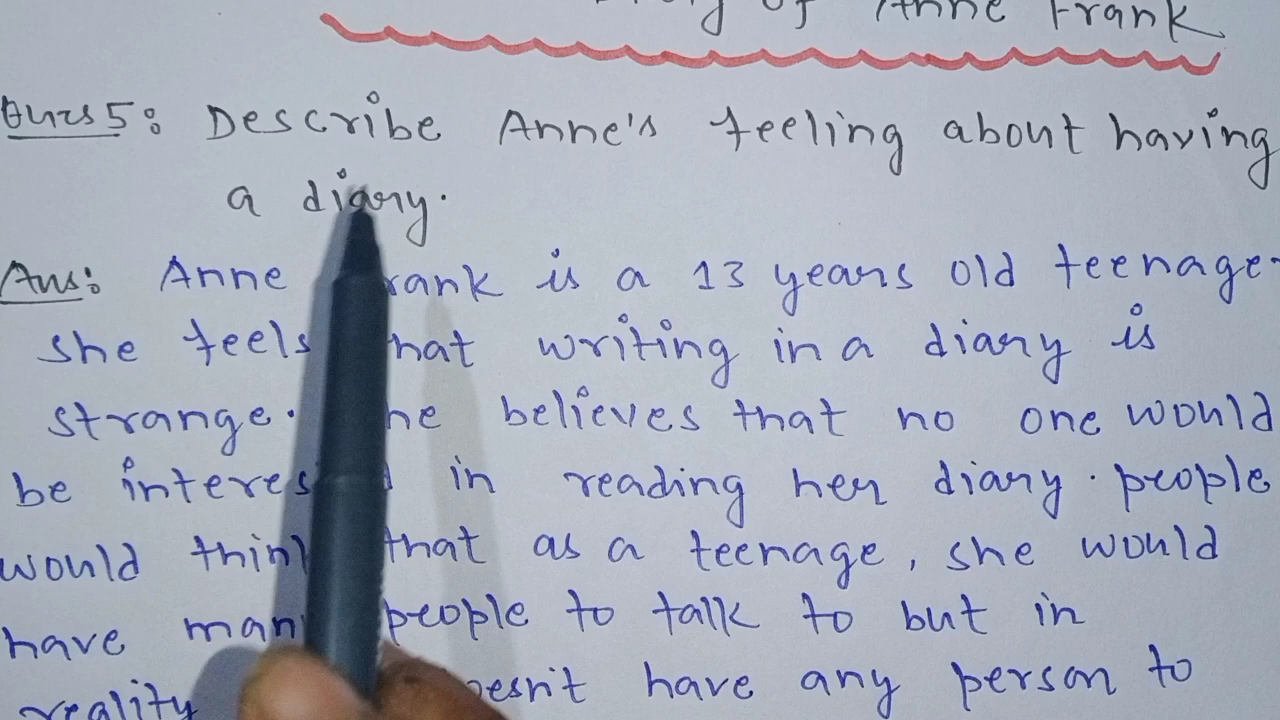 of Anne Frank
Ques 5: Describe Anne's feeling about having
a diary.
Ans: Anne is a 13 years old teenage-
She feels writing in a diary is
strange. believes that no one would
be in reading her diary. people
would that as a teenage, she would
have people to talk to but in
reality have any person to